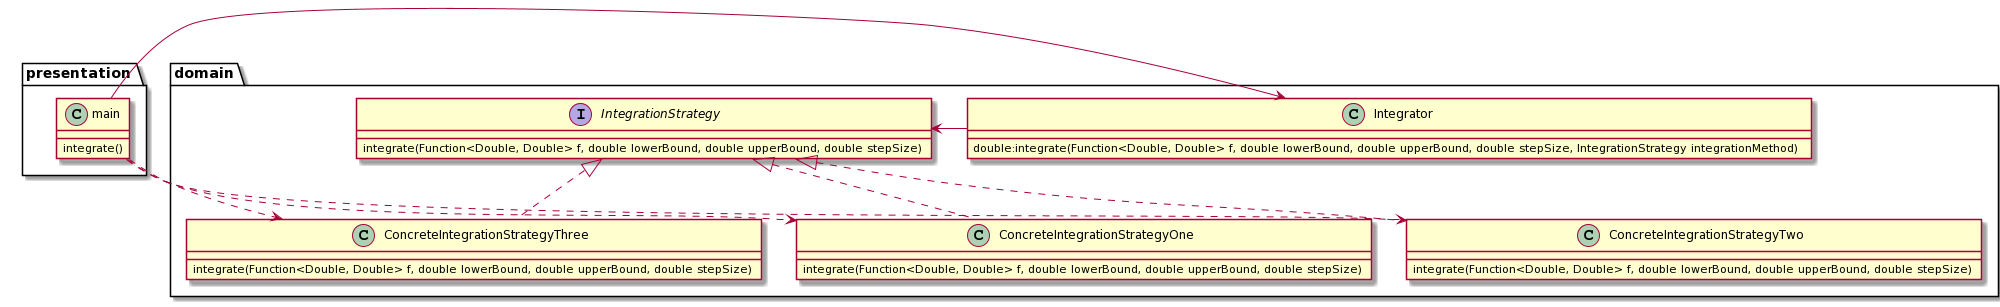 presentation
domain
C main
integrate()
I IntegrationStrategy
integrate(Function<Double, Double> f, double lowerBound, double upperBound, double stepSize)
C Integrator
double:integrate(Function<Double, Double> f, double lowerBound, double upperBound, double stepSize, IntegrationStrategy integrationMethod)
C ConcreteIntegrationStrategyThree
integrate(Function<Double, Double> f, double lowerBound, double upperBound, double stepSize)
C ConcreteIntegrationStrategyOne
integrate(Function<Double, Double> f, double lowerBound, double upperBound, double stepSize)
C ConcreteIntegrationStrategyTwo
integrate(Function<Double, Double> f, double lowerBound, double upperBound, double stepSize)